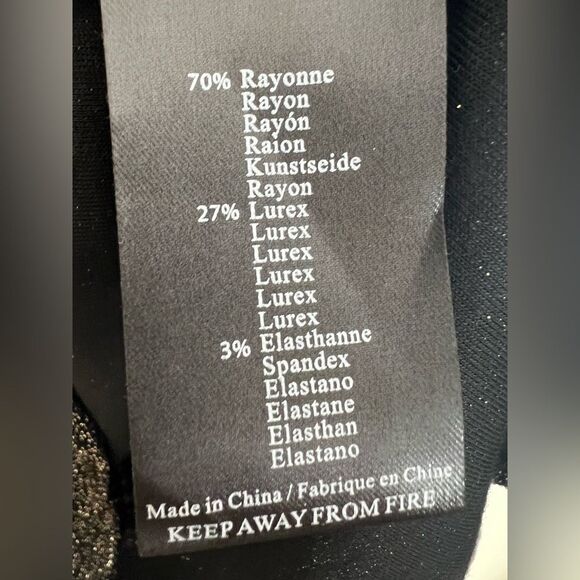 70% Rayonne
Rayon
Rayón
Raion
Kunstseide
Rayon
27% Lurex
Lurex
Lurex
Lurex
Lurex
Lurex
3% Elasthanne
Spandex
Elastano
Elastane
Elasthan
Elastano
Made in China / Fabrique en Chine
KEEP AWAY FROM FIRE